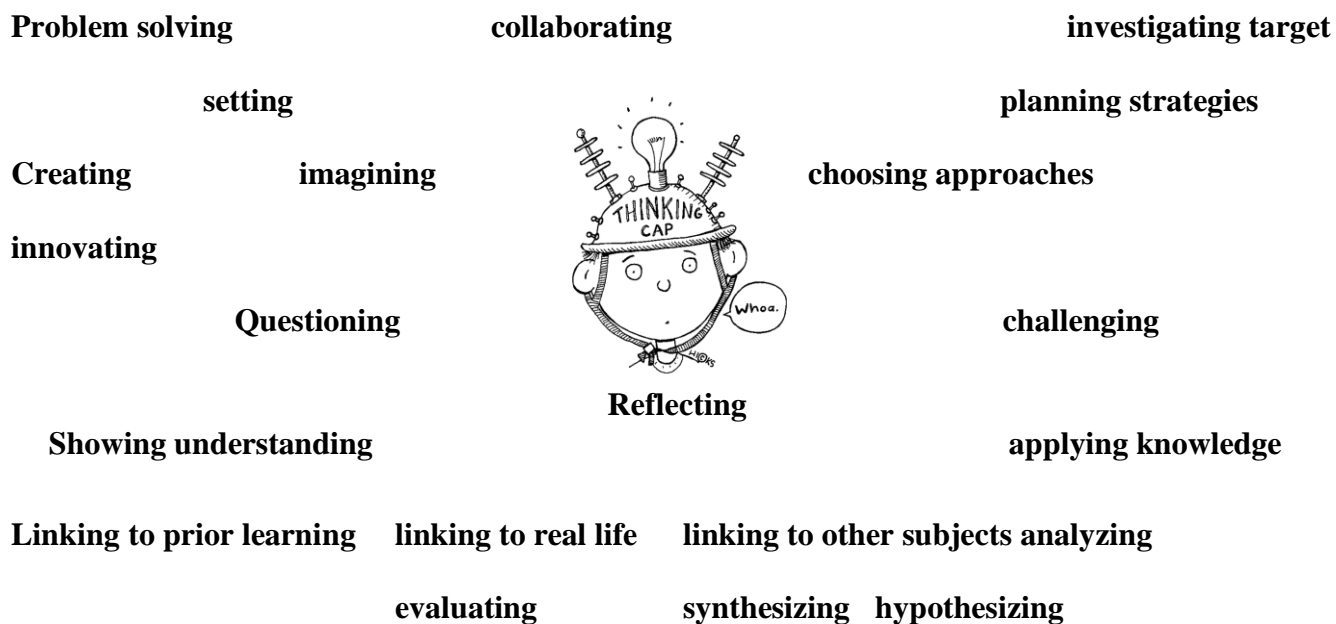 Problem solving collaborating investigating target
setting planning strategies
Creating imagining choosing approaches
THINKING
CAP
innovating
Whoa.
Questioning challenging
HICKS
Reflecting
Showing understanding applying knowledge
Linking to prior learning linking to real life linking to other subjects analyzing
evaluating synthesizing hypothesizing